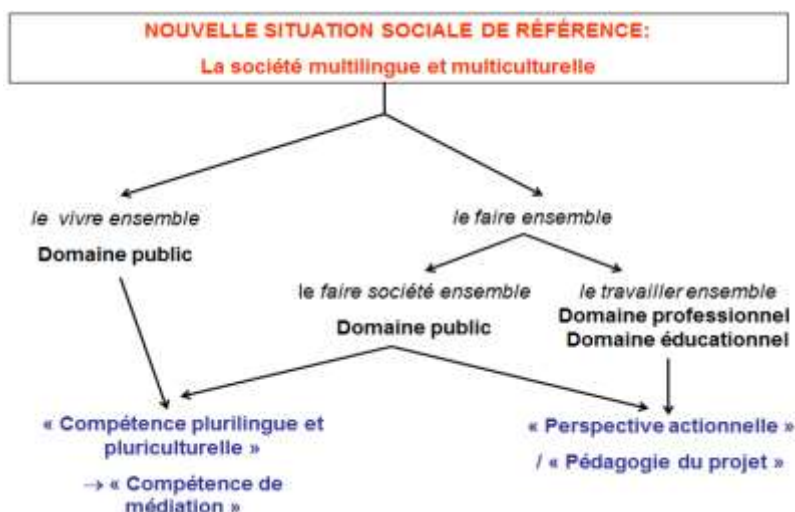 NOUVELLE SITUATION SOCIALE DE RÉFÉRENCE:
La société multilingue et multiculturelle
le vivre ensemble
Domaine public
le faire ensemble
le faire société ensemble
Domaine public
le travailler ensemble
Domaine professionnel
Domaine éducationnel
« Compétence plurilingue et
pluriculturelle »
→ « Compétence de
médiation »
« Perspective actionnelle »
/ « Pédagogie du projet »